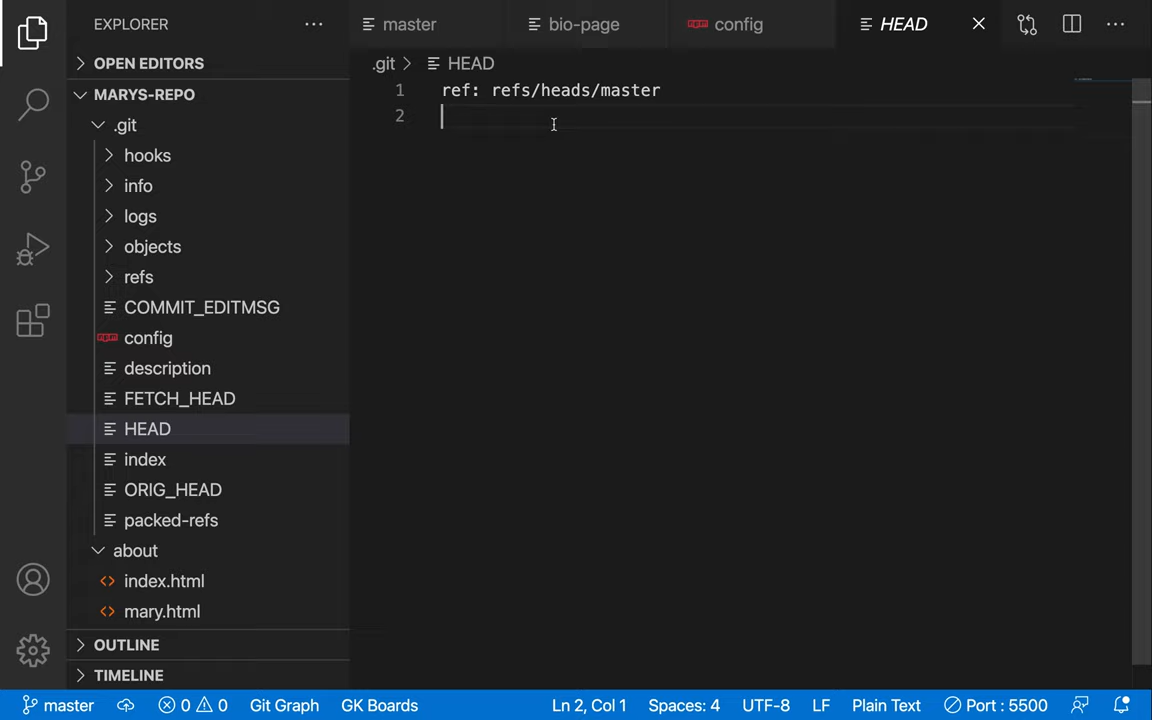 EXPLORER
master
bio-page
config
HEAD
OPEN EDITORS
.git
HEAD
MARYS-REPO
1
ref: refs/heads/master
2
.git
hooks
info
logs
objects
refs
COMMIT_EDITMSG
config
description
FETCH_HEAD
HEAD
index
ORIG_HEAD
packed-refs
about
index.html
mary.html
OUTLINE
TIMELINE
master
0
0
Git Graph
GK Boards
Ln 2, Col 1
Spaces: 4
UTF-8
LF
Plain Text
Port : 5500